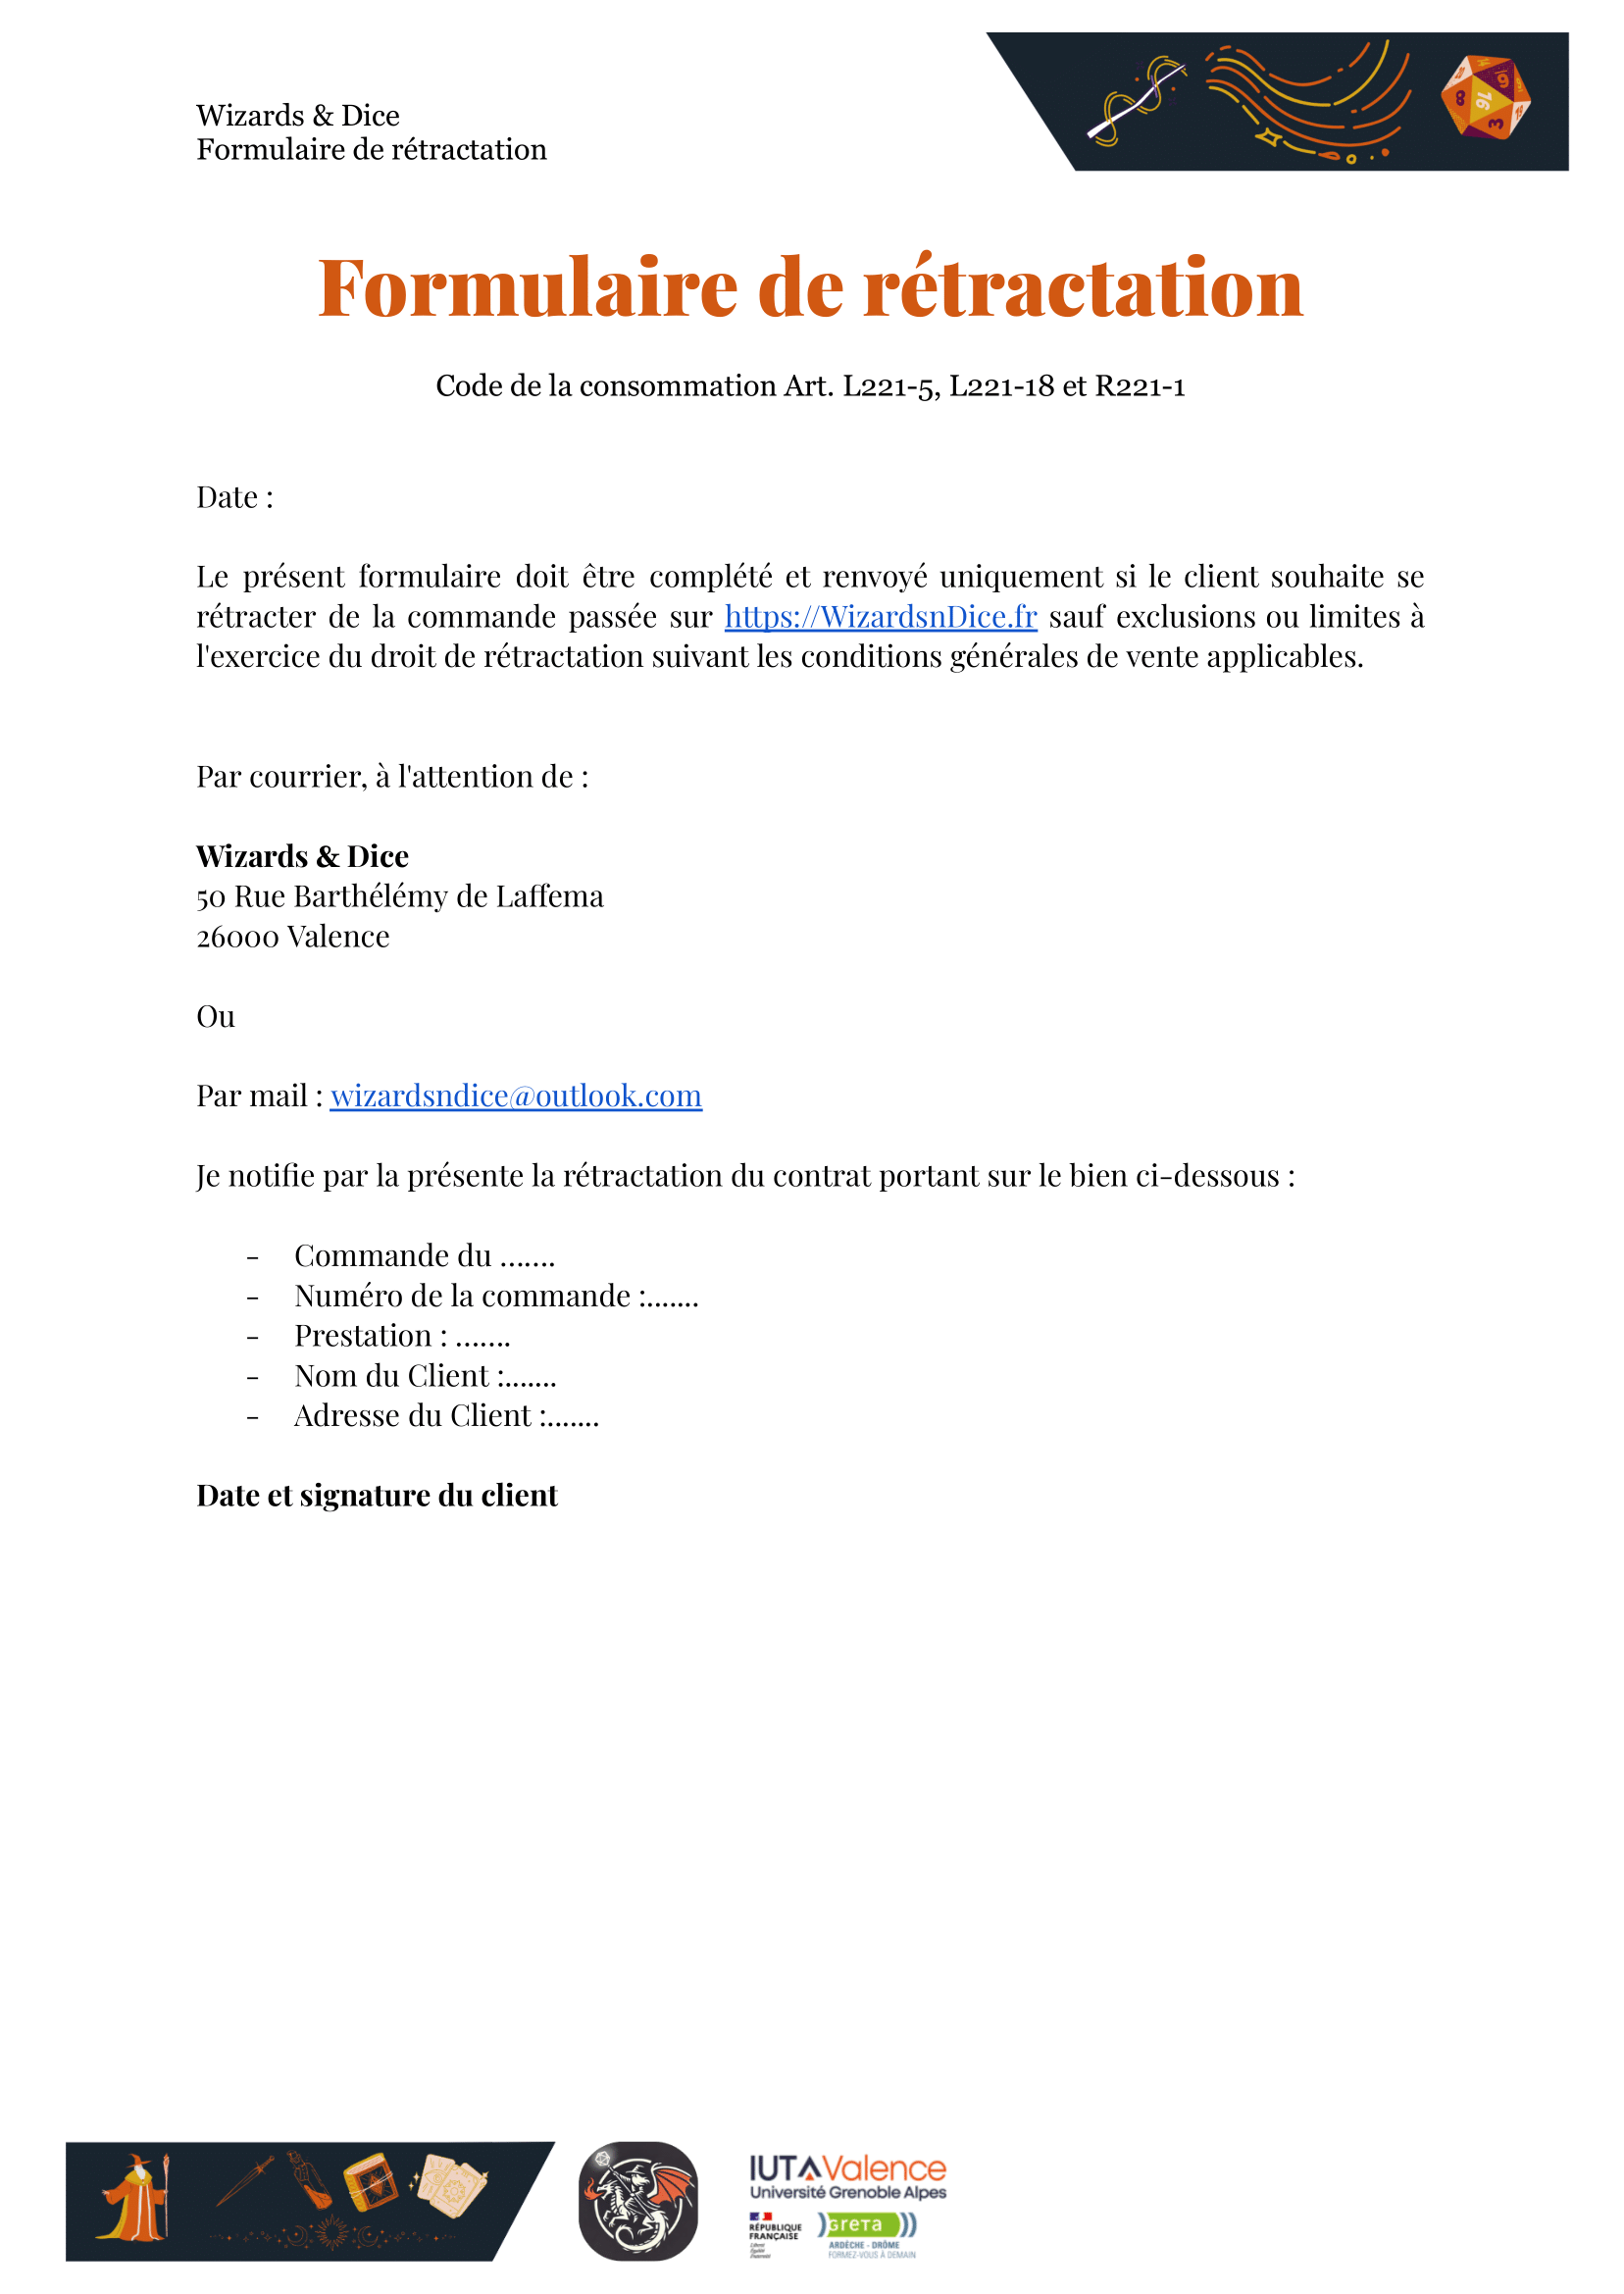 Wizards & Dice
Formulaire de rétractation
Formulaire de rétractation
Code de la consommation Art. L221-5, L221-18 et R221-1
Date :
Le présent formulaire doit être complété et renvoyé uniquement si le client souhaite se
rétracter de la commande passée sur https://WizardsnDice.fr sauf exclusions ou limites à
l'exercice du droit de rétractation suivant les conditions générales de vente applicables.
Par courrier, à l'attention de :
Wizards & Dice
50 Rue Barthélémy de Laffema
26000 Valence
Ou
Par mail : wizardsndice@outlook.com
Je notifie par la présente la rétractation du contrat portant sur le bien ci-dessous :
- Commande du .......
- Numéro de la commande :.......
- Prestation : .......
- Nom du Client :.......
- Adresse du Client :.......
Date et signature du client
IUT Valence
Université Grenoble Alpes
RÉPUBLIQUE
FRANÇAISE
Liberté
Égalité
Fraternité
GRETA
ARDÈCHE - DRÔME
FORMEZ-VOUS À DEMAIN